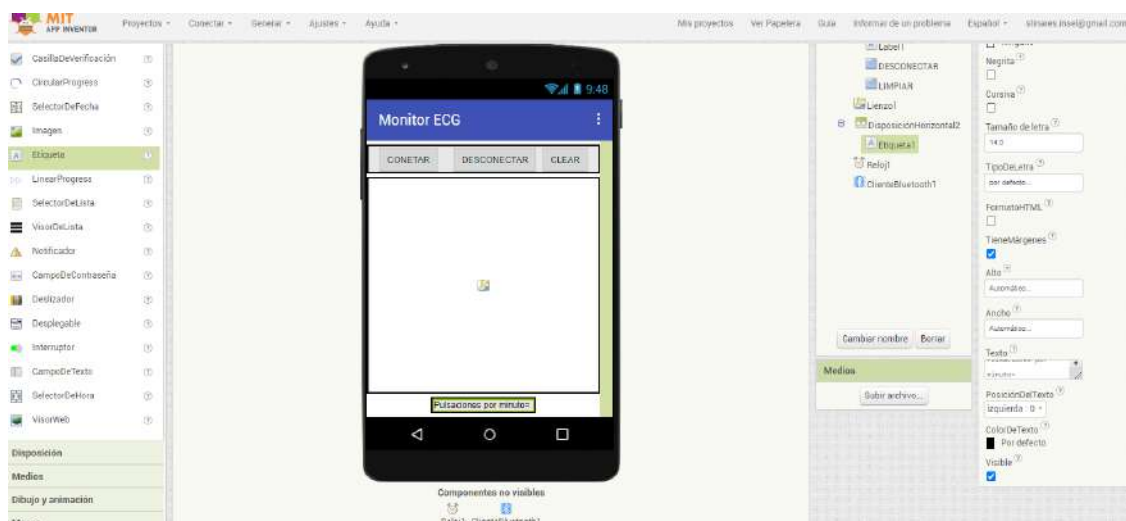 MIT
APP INVENTOR
Proyectos
Conectar
Generar
Ajustes
Ayuda
Mis proyectos
Ver Papelera
Guia
Informar de un problema
Español
CasillaDeVerificación
CircularProgress
SelectorDeFecha
Imagen
Etiqueta
LinearProgress
SelectorDeLista
VisorDeLista
Notificador
CampoDeContraseña
Deslizador
Desplegable
Interruptor
CampoDeTexto
SelectorDeHora
VisorWeb
Disposición
Medios
Dibujo y animación
9:48
Monitor ECG
CONETAR
DESCONECTAR
CLEAR
Pulsaciones por minuto=
Componentes no visibles
Reloj1
ClienteBluetooth1
Label1
DESCONECTAR
LIMPIAR
Lienzo1
DisposiciónHorizontal2
Etiqueta1
Reloj1
ClienteBluetooth1
Cambiar nombre
Borrar
Medios
Subir archivo...
Negrita
Cursiva
Tamaño de letra
14.0
TipoDeLetra
por defecto...
FormatoHTML
TieneMárgenes
Alto
Automático...
Ancho
Automático...
Texto
minuto=
PosiciónDelTexto
izquierda : 0
ColorDeTexto
Por defecto
Visible